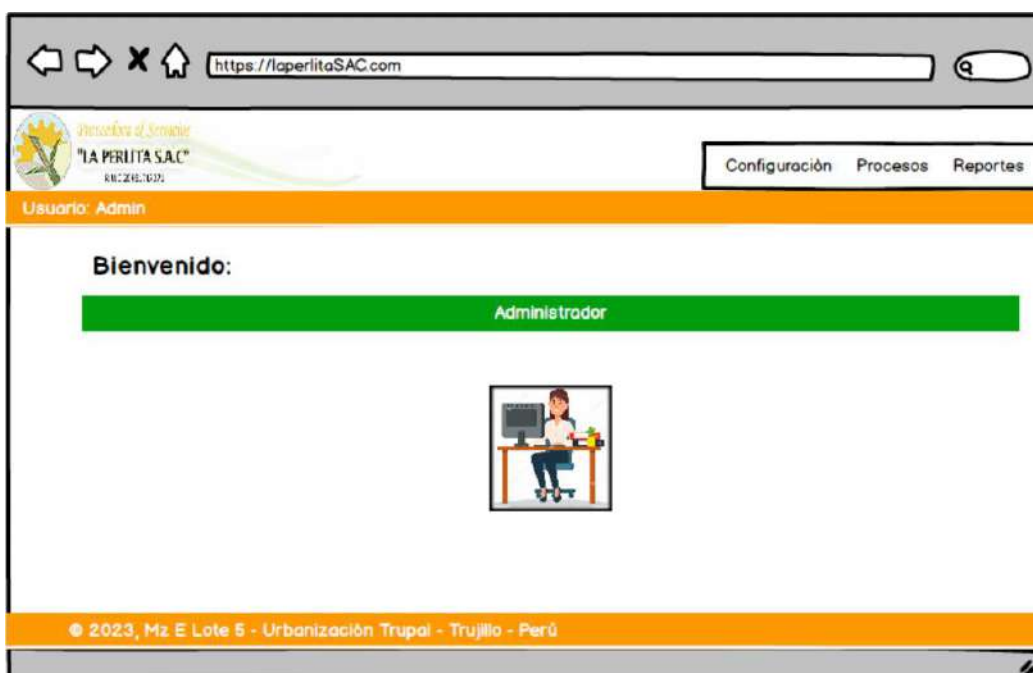 https://laperlitaSAC.com
"LA PERLITA S.A.C"
Configuración Procesos Reportes
Usuario: Admin
Bienvenido:
Administrador
© 2023, Mz E Lote 5 - Urbanización Trupal - Trujillo - Perú